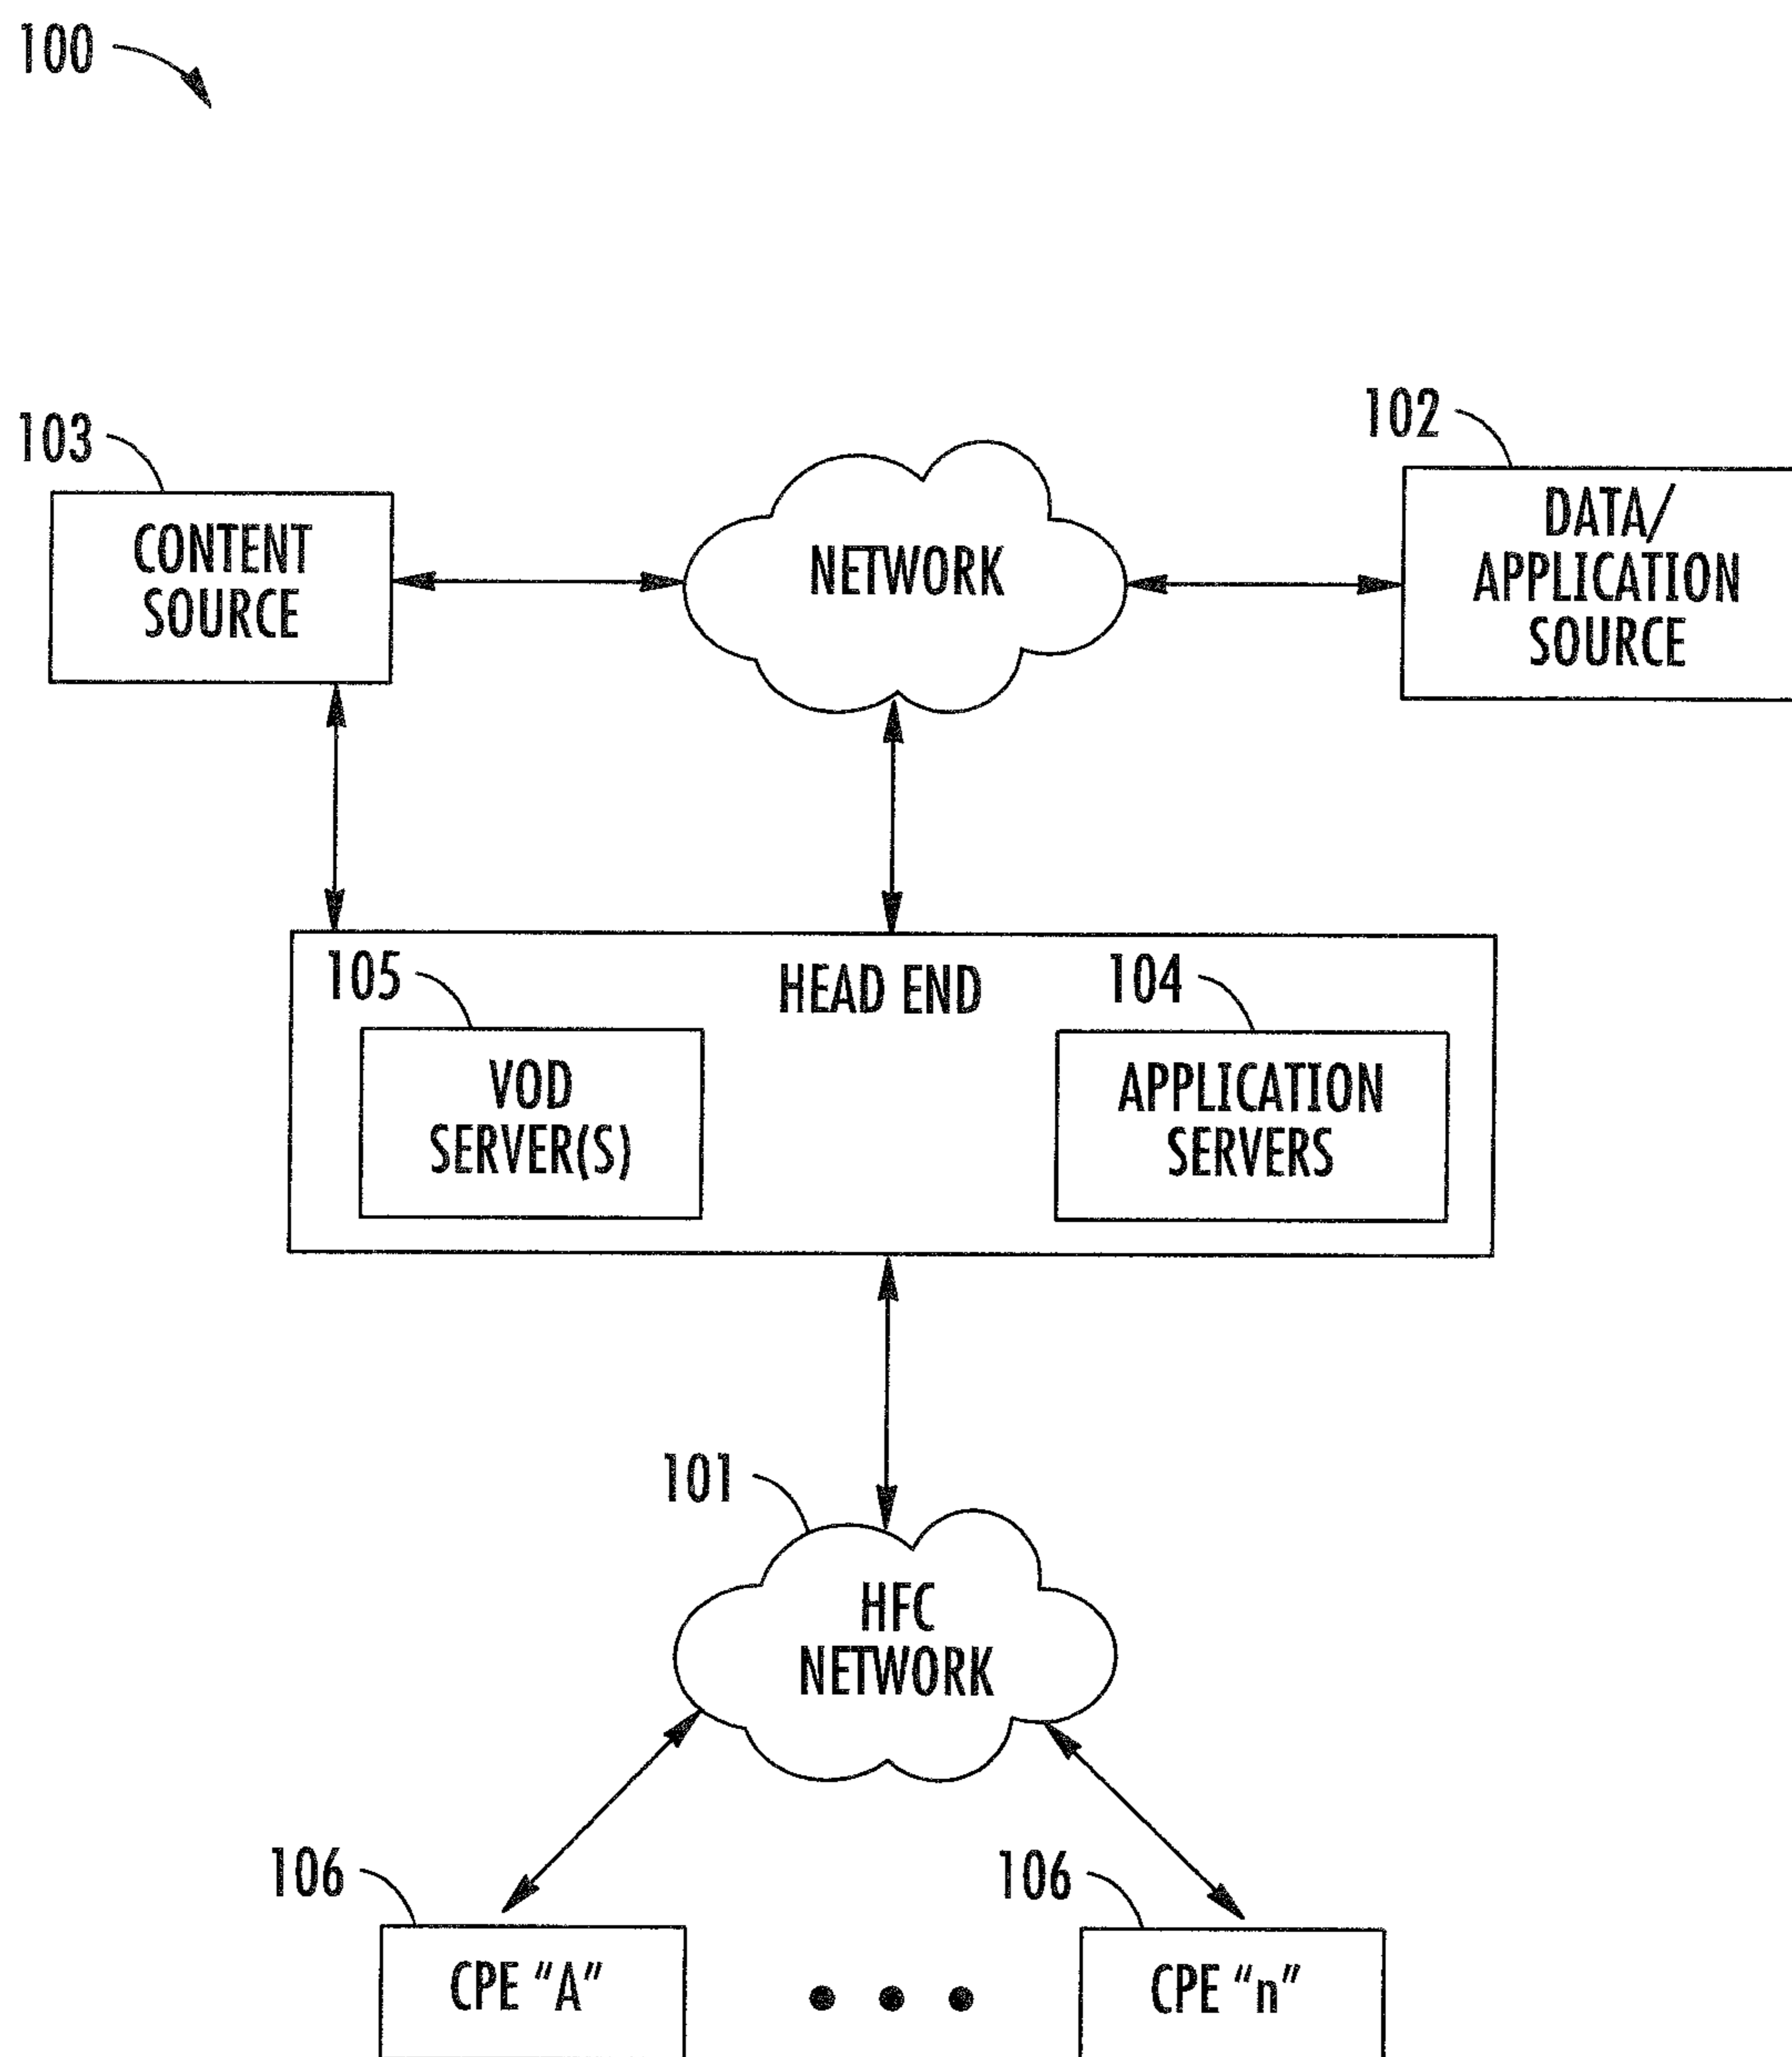 100
103
102
CONTENT
SOURCE
NETWORK
DATA/
APPLICATION
SOURCE
105
HEAD END
104
VOD
SERVER(S)
APPLICATION
SERVERS
101
HFC
NETWORK
106
106
CPE "A"
CPE "n"